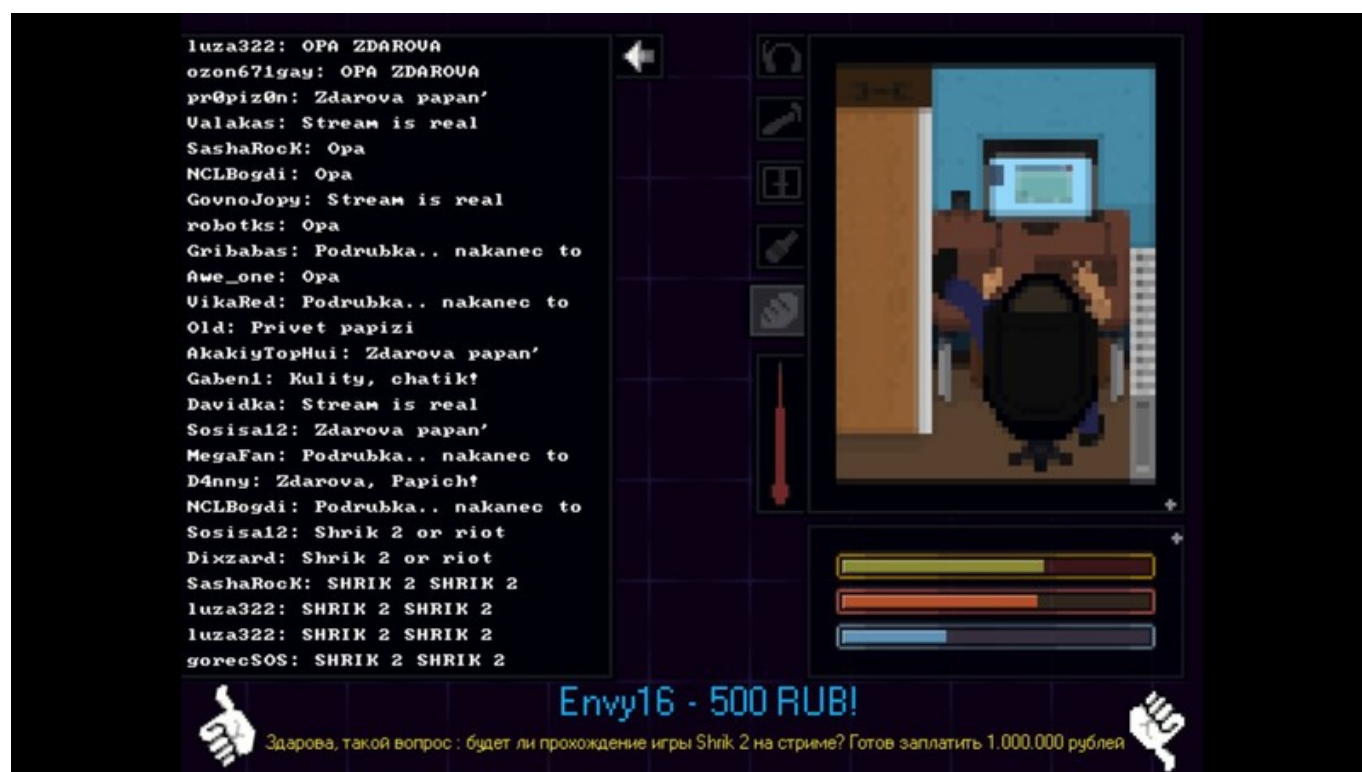 luza322: OPA ZDAROVA
ozon671gay: OPA ZDAROVA
pr0piz0n: Zdarova papan'
Valakas: Stream is real
SashaRocK: Opa
NCLBogdi: Opa
GovnoJopy: Stream is real
robotks: Opa
Gribabas: Podrubka.. nakanec to
Awe_one: Opa
VikaRed: Podrubka.. nakanec to
Old: Privet papizi
AkakiyTopHui: Zdarova papan'
Gaben1: Kulity, chatik!
Davidka: Stream is real
Sosisa12: Zdarova papan'
MegaFan: Podrubka.. nakanec to
D4nny: Zdarova, Papich!
NCLBogdi: Podrubka.. nakanec to
Sosisa12: Shrik 2 or riot
Dixzard: Shrik 2 or riot
SashaRocK: SHRIK 2 SHRIK 2
luza322: SHRIK 2 SHRIK 2
luza322: SHRIK 2 SHRIK 2
gorecSOS: SHRIK 2 SHRIK 2
Envy16 - 500 RUB!
Здарова, такой вопрос : будет ли прохождение игры Shrik 2 на стриме? Готов заплатить 1.000.000 рублей